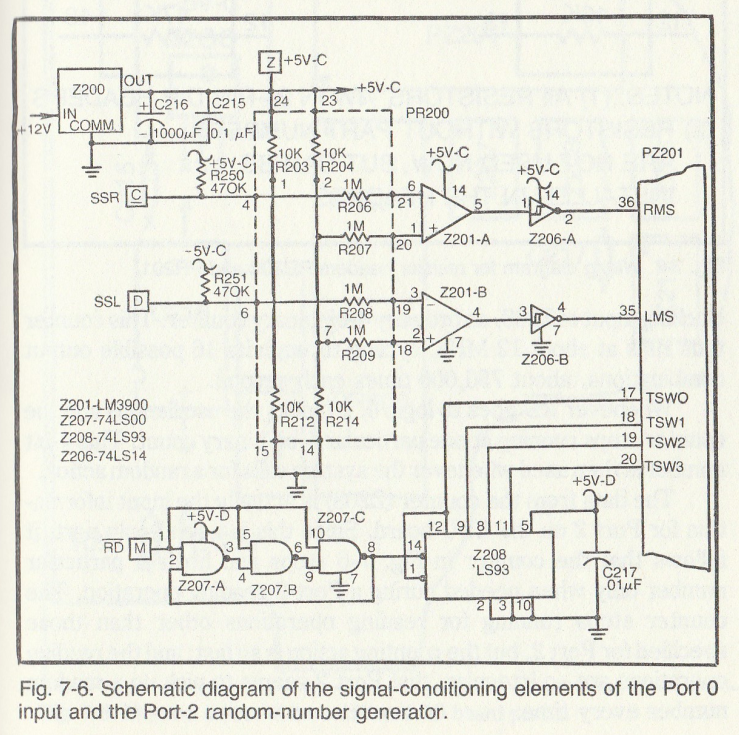 Z +5V-C
Z200
OUT
+5V-C
+12V
IN
COMM.
+ C216
1000µF
C215
0.1 µF
24
23
PR200
+5V-C
R250
470K
10K
R203
10K
R204
1
2
SSR C
4
1M
R206
6
21
+5V-C
14
5
1M
R207
1
20
Z201-A
+5V-C
14
1
2
Z206-A
PZ201
36 RMS
+5V-C
R251
470K
SSL D
6
1M
R208
3
19
Z201-B
4
7
7 1M
R209
2
18
3
4
7
Z206-B
35 LMS
Z201-LM3900
Z207-74LS00
Z208-74LS93
Z206-74LS14
10K
R212
10K
R214
15
14
17 TSW0
18 TSW1
19 TSW2
20 TSW3
RD M
+5V-D
14
1
2
3
Z207-A
5
4
6
Z207-B
Z207-C
10
9
8
7
12 9 8 11 5
14
1
Z208
'LS93
2 3 10
+5V-D
C217
.1µF
Fig. 7-6. Schematic diagram of the signal-conditioning elements of the Port 0
input and the Port-2 random-number generator.